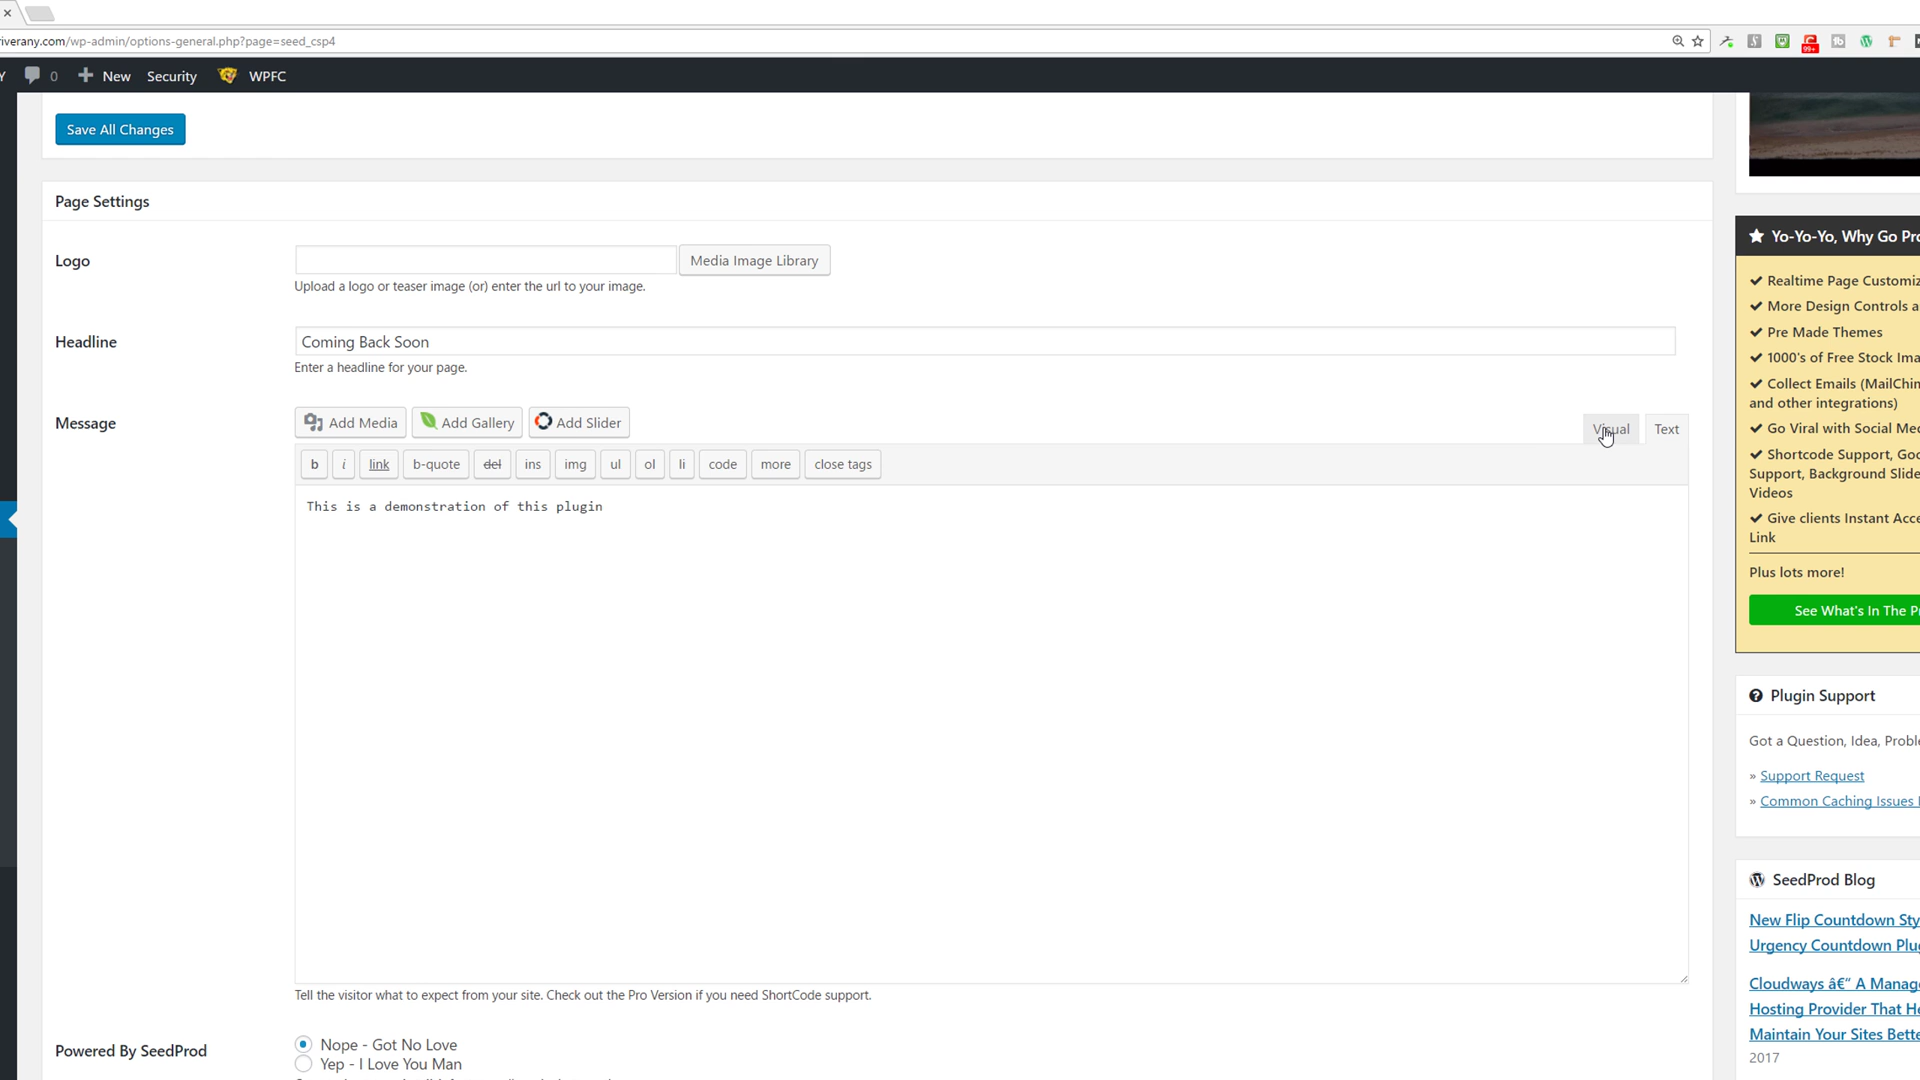 riverany.com/wp-admin/options-general.php?page=seed_csp4
99+
Y 0 New Security WPFC
Save All Changes
Page Settings
Logo
Media Image Library
Upload a logo or teaser image (or) enter the url to your image.
Headline
Coming Back Soon
Enter a headline for your page.
Message
Add Media Add Gallery Add Slider
Visual Text
b i link b-quote del ins img ul ol li code more close tags
This is a demonstration of this plugin
Tell the visitor what to expect from your site. Check out the Pro Version if you need ShortCode support.
Powered By SeedProd
Nope - Got No Love
Yep - I Love You Man
Yo-Yo-Yo, Why Go Pro
Realtime Page Customiz
More Design Controls a
Pre Made Themes
1000's of Free Stock Ima
Collect Emails (MailChim
and other integrations)
Go Viral with Social Med
Shortcode Support, Goo
Support, Background Slide
Videos
Give clients Instant Acce
Link
Plus lots more!
See What's In The P
Plugin Support
Got a Question, Idea, Proble
» Support Request
» Common Caching Issues
SeedProd Blog
New Flip Countdown Sty
Urgency Countdown Plug
Cloudways â€“ A Manage
Hosting Provider That He
Maintain Your Sites Bette
2017